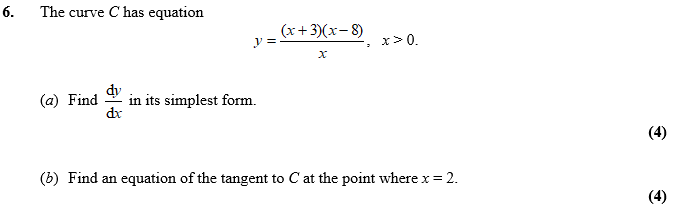 6. The curve C has equation
y = (x + 3)(x − 8) / x, x > 0.
(a) Find dy/dx in its simplest form.
(4)
(b) Find an equation of the tangent to C at the point where x = 2.
(4)